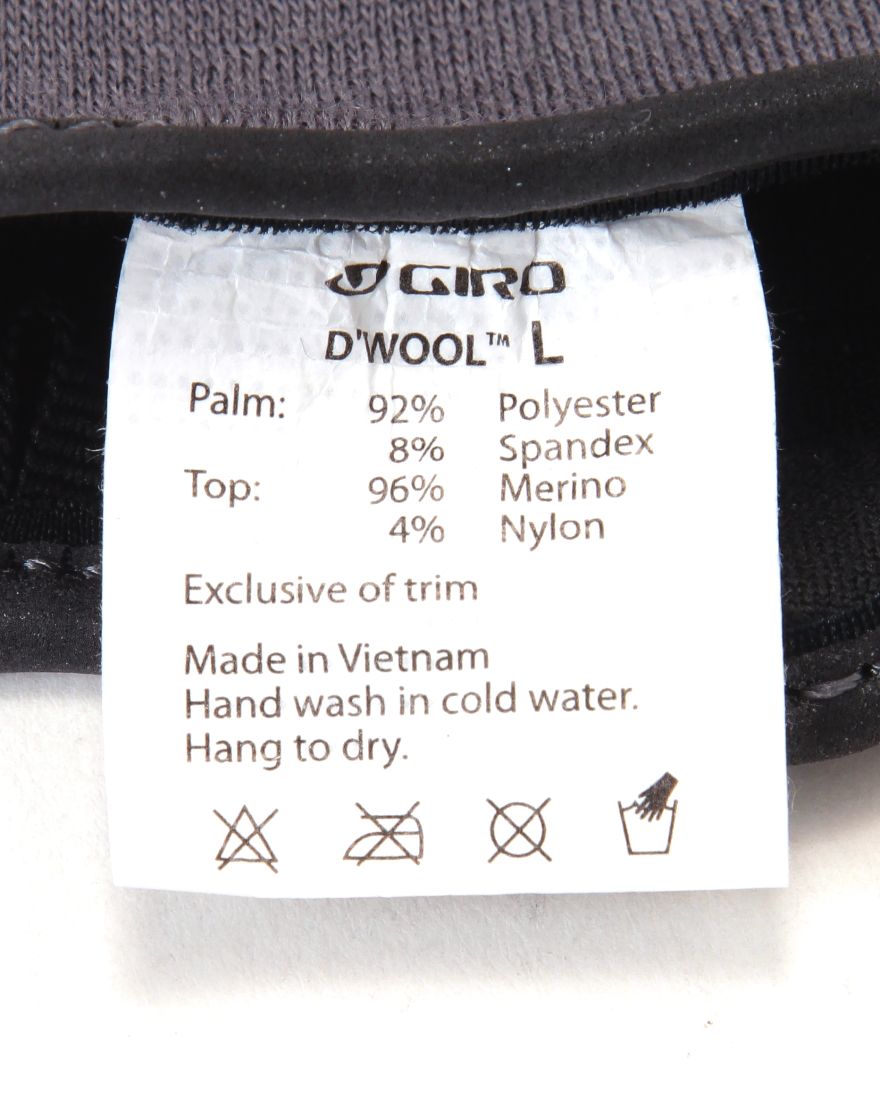 GIRO
D'WOOL™ L
Palm: 92% Polyester
8% Spandex
Top: 96% Merino
4% Nylon
Exclusive of trim
Made in Vietnam
Hand wash in cold water.
Hang to dry.